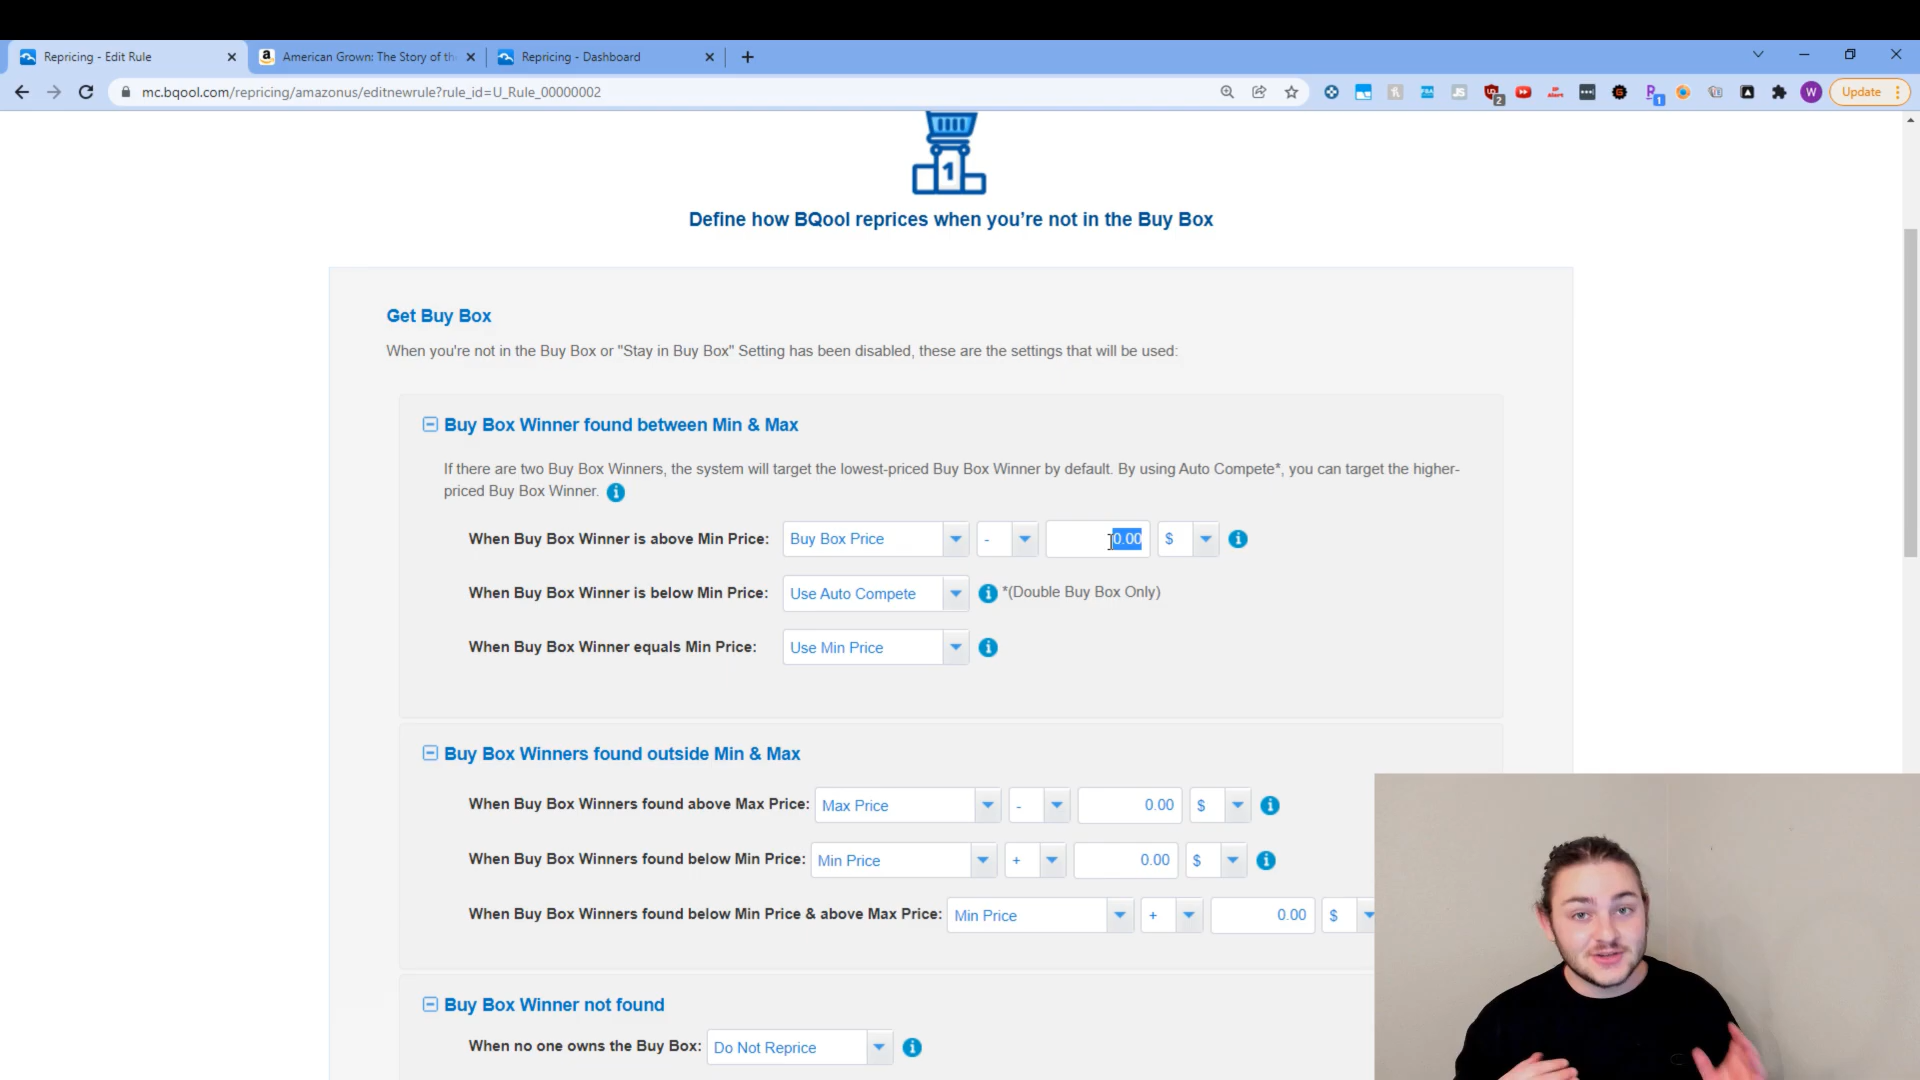 Repricing - Edit Rule
American Grown: The Story of th
Repricing - Dashboard
mc.bqool.com/repricing/amazonus/editnewrule?rule_id=U_Rule_00000002
2
1
W
Update
1
Define how BQool reprices when you're not in the Buy Box
Get Buy Box
When you're not in the Buy Box or "Stay in Buy Box" Setting has been disabled, these are the settings that will be used:
Buy Box Winner found between Min & Max
If there are two Buy Box Winners, the system will target the lowest-priced Buy Box Winner by default. By using Auto Compete*, you can target the higher-
priced Buy Box Winner.
When Buy Box Winner is above Min Price: Buy Box Price - 0.00 $
When Buy Box Winner is below Min Price: Use Auto Compete *(Double Buy Box Only)
When Buy Box Winner equals Min Price: Use Min Price
Buy Box Winners found outside Min & Max
When Buy Box Winners found above Max Price: Max Price - 0.00 $
When Buy Box Winners found below Min Price: Min Price + 0.00 $
When Buy Box Winners found below Min Price & above Max Price: Min Price + 0.00 $
Buy Box Winner not found
When no one owns the Buy Box: Do Not Reprice